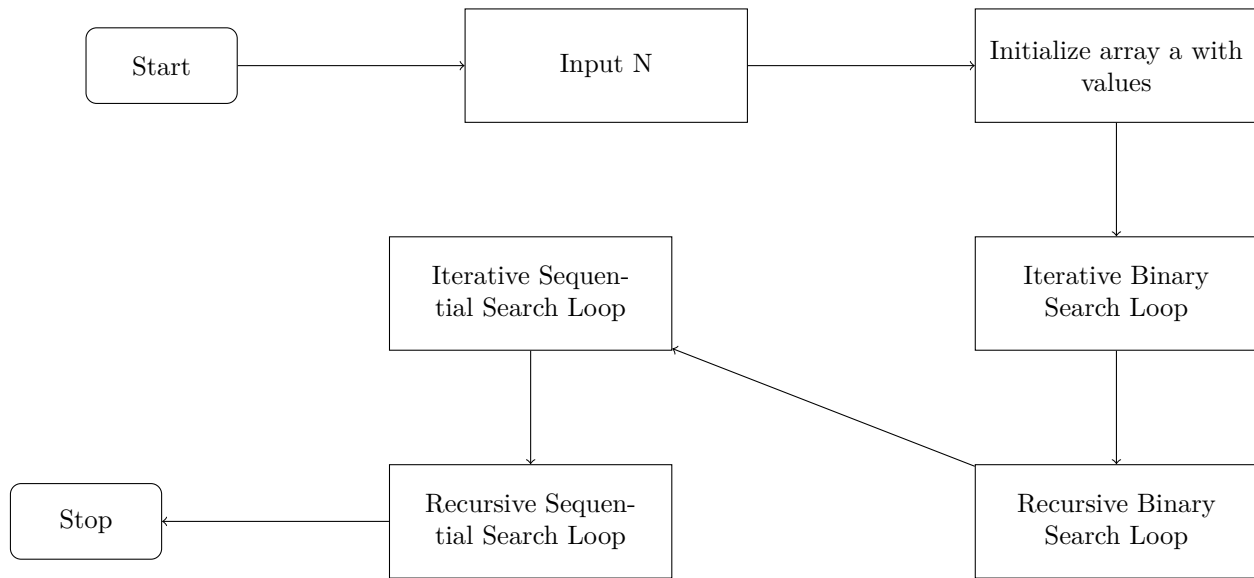 Start
Input N
Initialize array a with
values
Iterative Sequen-
tial Search Loop
Iterative Binary
Search Loop
Stop
Recursive Sequen-
tial Search Loop
Recursive Binary
Search Loop